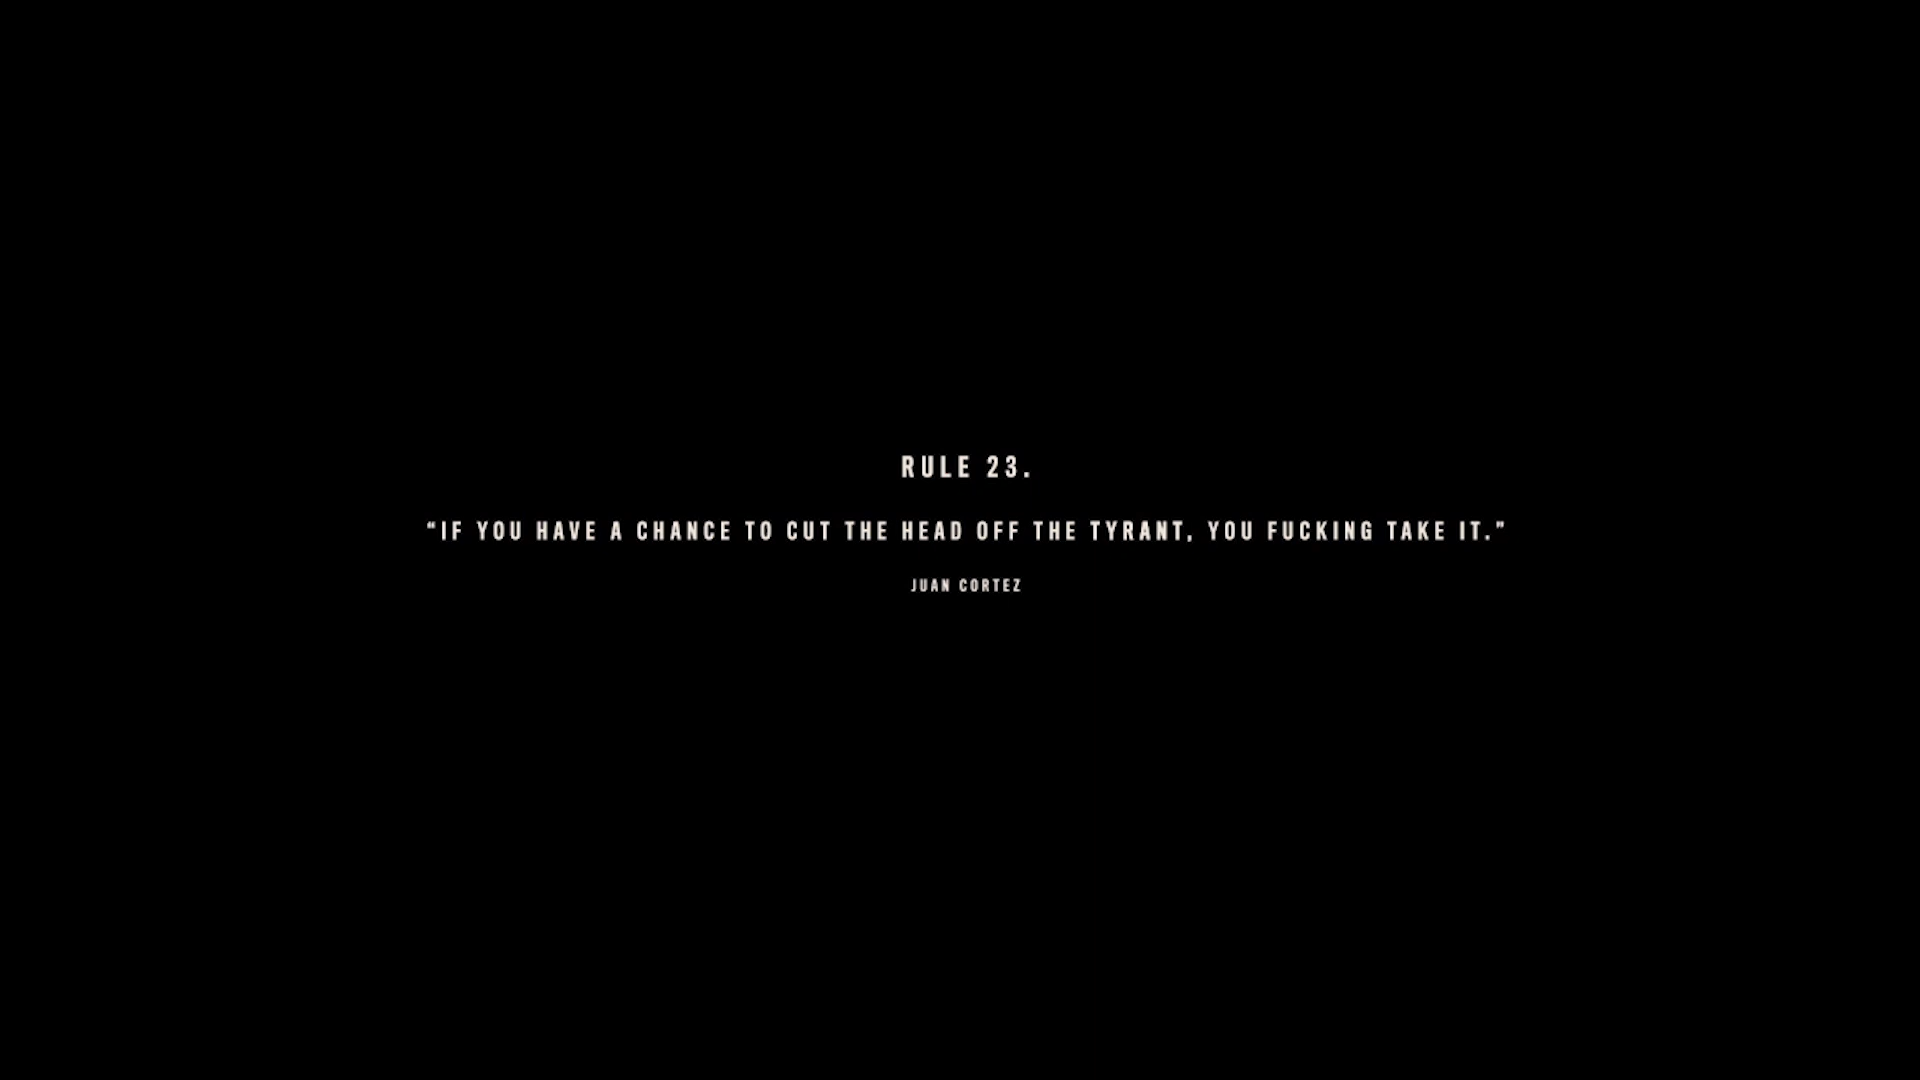 RULE 23.
“IF YOU HAVE A CHANCE TO CUT THE HEAD OFF THE TYRANT, YOU FUCKING TAKE IT.”
JUAN CORTEZ